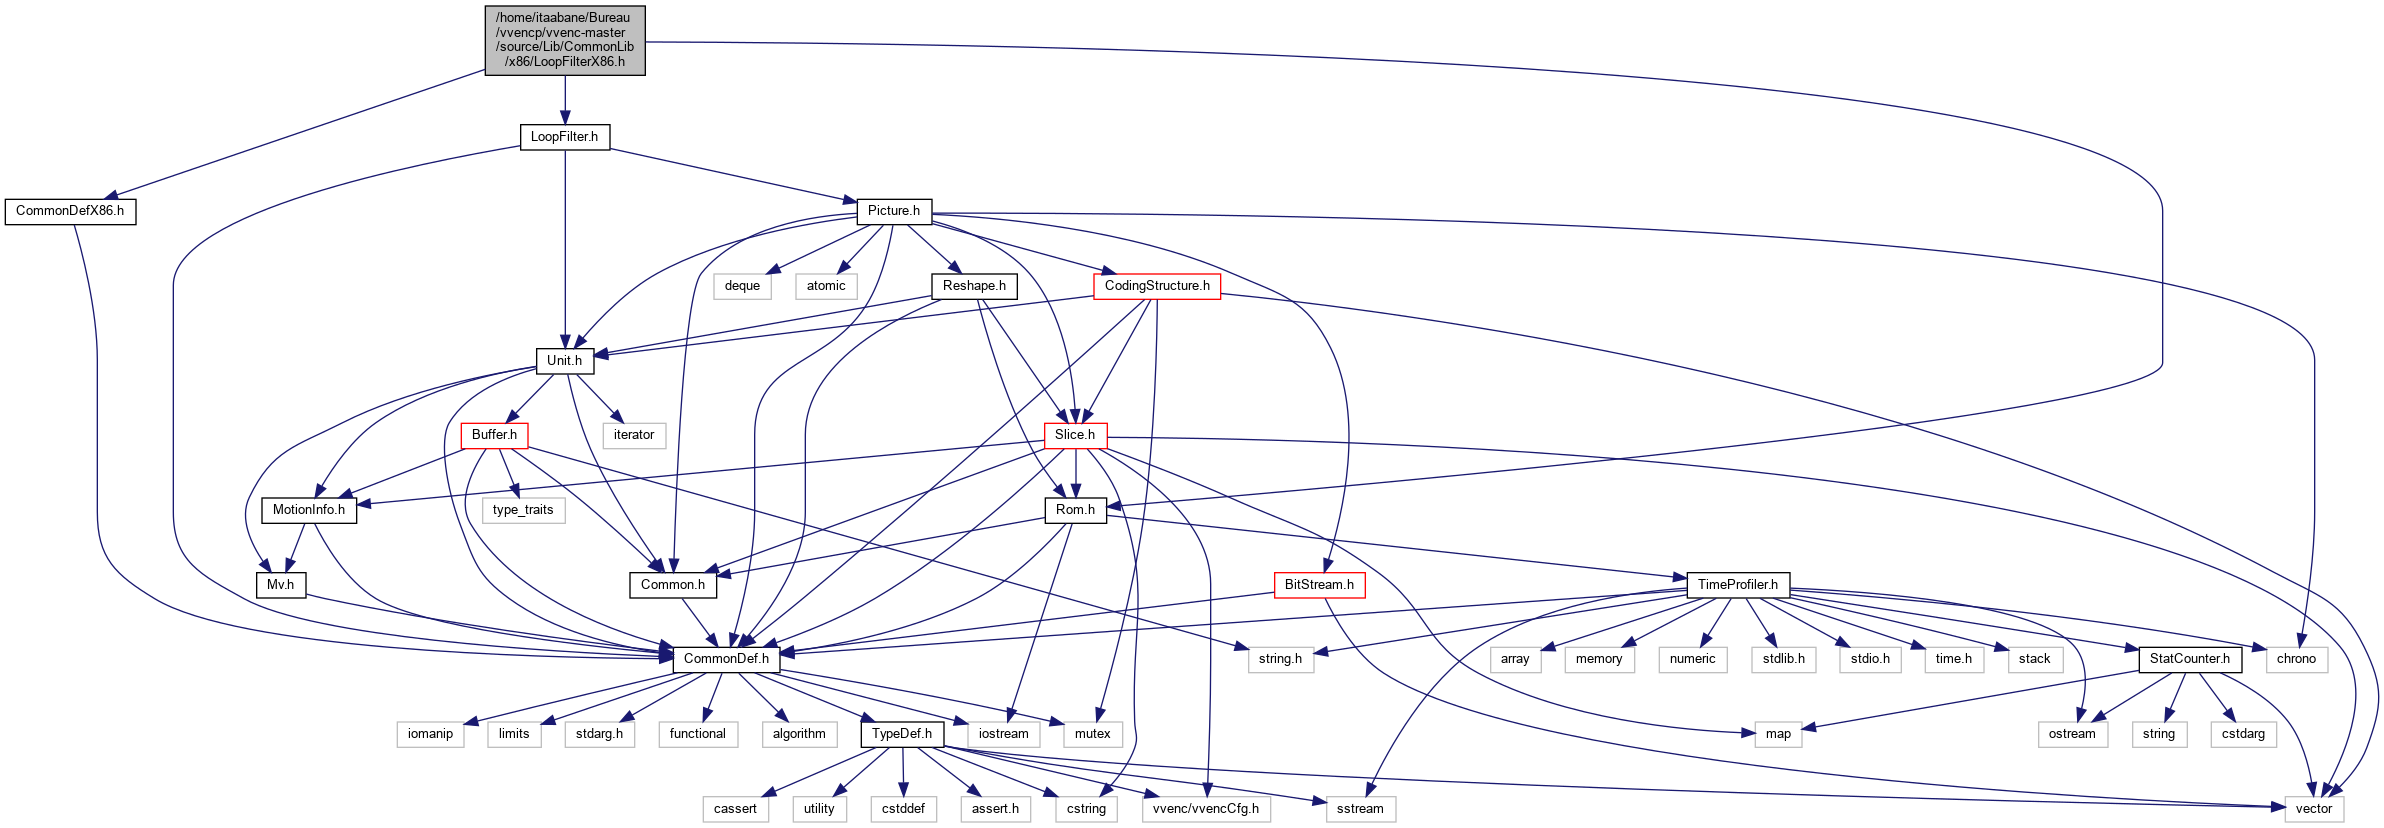 /home/itaabane/Bureau
/vvencp/vvenc-master
/source/Lib/CommonLib
/x86/LoopFilterX86.h
LoopFilter.h
CommonDefX86.h
Picture.h
deque
atomic
Reshape.h
CodingStructure.h
Unit.h
Buffer.h
iterator
Slice.h
MotionInfo.h
type_traits
Rom.h
Mv.h
Common.h
BitStream.h
TimeProfiler.h
CommonDef.h
string.h
array
memory
numeric
stdlib.h
stdio.h
time.h
stack
StatCounter.h
chrono
iomanip
limits
stdarg.h
functional
algorithm
TypeDef.h
iostream
mutex
map
ostream
string
cstdarg
cassert
utility
cstddef
assert.h
cstring
vvenc/vvencCfg.h
sstream
vector